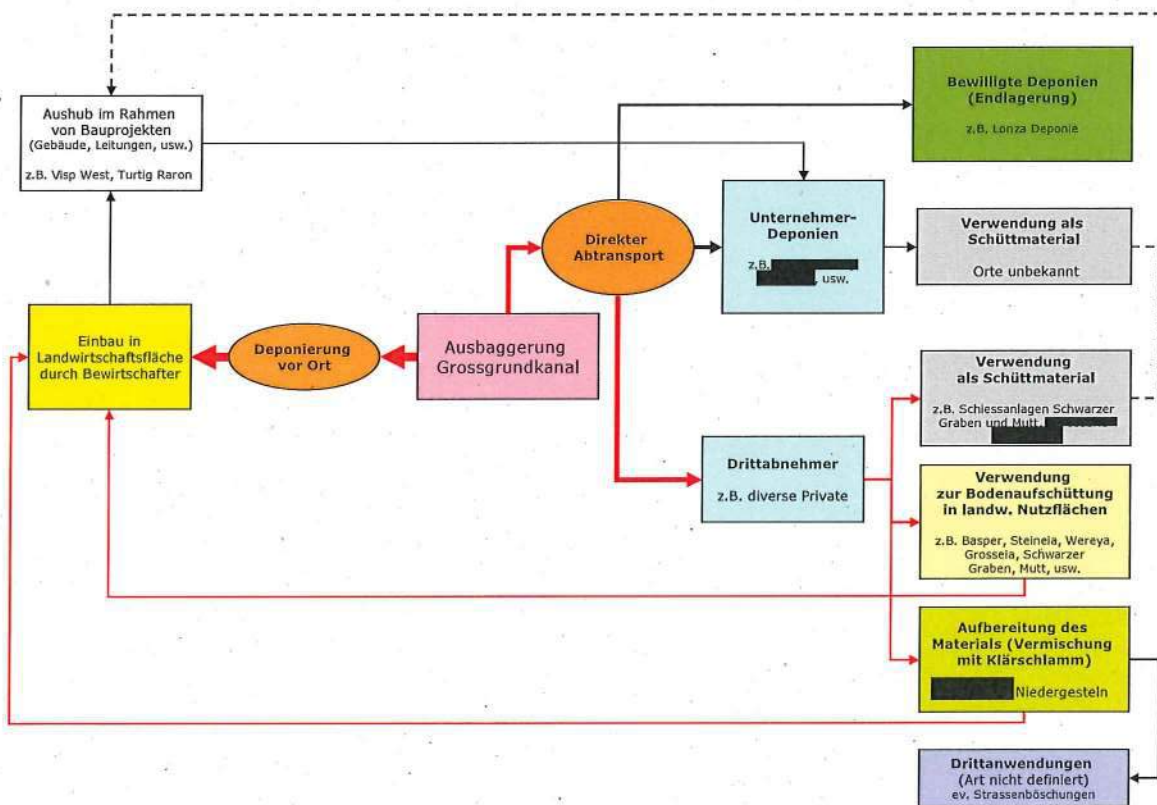 Bewilligte Deponien
(Endlagerung)
z.B. Lonza Deponie
Aushub im Rahmen
von Bauprojekten
(Gebäude, Leitungen, usw.)
z.B. Visp West, Turtig Raron
Direkter
Abtransport
Unternehmer-
Deponien
z.B.
, usw.
Verwendung als
Schüttmaterial
Orte unbekannt
Einbau in
Landwirtschaftsfläche
durch Bewirtschafter
Deponierung
vor Ort
Ausbaggerung
Grossgrundkanal
Verwendung
als Schüttmaterial
z.B. Schiessanlagen Schwarzer
Graben und Mutt,
Drittabnehmer
z.B. diverse Private
Verwendung
zur Bodenaufschüttung
in landw. Nutzflächen
z.B. Basper, Steineia, Wereya,
Grosseia, Schwarzer
Graben, Mutt, usw.
Aufbereitung des
Materials (Vermischung
mit Klärschlamm)
Niedergesteln
Drittanwendungen
(Art nicht definiert)
ev. Strassenböschungen